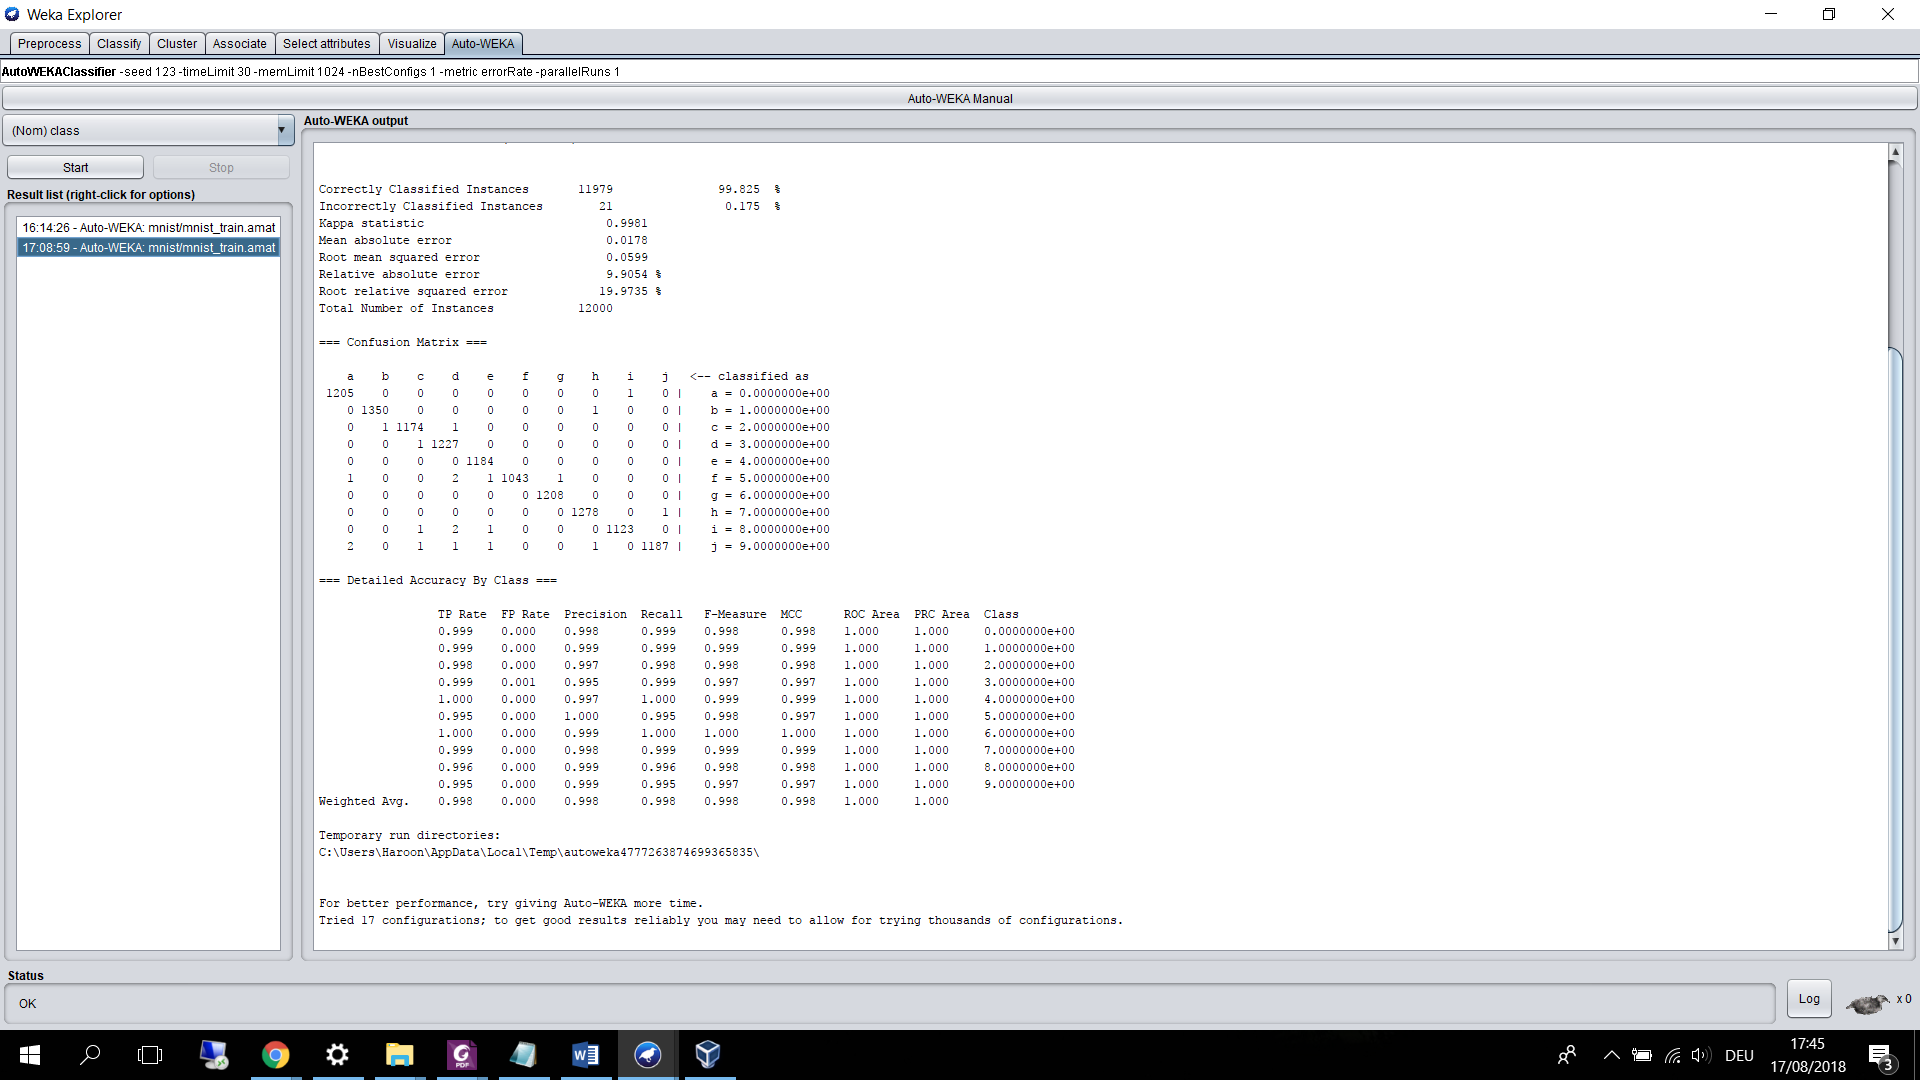 Weka Explorer
Preprocess Classify Cluster Associate Select attributes Visualize Auto-WEKA
AutoWEKAClassifier -seed 123 -timeLimit 30 -memLimit 1024 -nBestConfigs 1 -metric errorRate -parallelRuns 1
Auto-WEKA Manual
(Nom) class
Start Stop
Result list (right-click for options)
16:14:26 - Auto-WEKA: mnist/mnist_train.amat
17:08:59 - Auto-WEKA: mnist/mnist_train.amat
Auto-WEKA output
Correctly Classified Instances 11979 99.825 %
Incorrectly Classified Instances 21 0.175 %
Kappa statistic 0.9981
Mean absolute error 0.0178
Root mean squared error 0.0599
Relative absolute error 9.9054 %
Root relative squared error 19.9735 %
Total Number of Instances 12000
=== Confusion Matrix ===
a b c d e f g h i j <-- classified as
1205 0 0 0 0 0 0 0 1 0 | a = 0.0000000e+00
0 1350 0 0 0 0 0 1 0 0 | b = 1.0000000e+00
0 1 1174 1 0 0 0 0 0 0 | c = 2.0000000e+00
0 0 1 1227 0 0 0 0 0 0 | d = 3.0000000e+00
0 0 0 0 1184 0 0 0 0 0 | e = 4.0000000e+00
1 0 0 2 1 1043 1 0 0 0 | f = 5.0000000e+00
0 0 0 0 0 0 1208 0 0 0 | g = 6.0000000e+00
0 0 0 0 0 0 0 1278 0 1 | h = 7.0000000e+00
0 0 1 2 1 0 0 0 1123 0 | i = 8.0000000e+00
2 0 1 1 1 0 0 1 0 1187 | j = 9.0000000e+00
=== Detailed Accuracy By Class ===
TP Rate FP Rate Precision Recall F-Measure MCC ROC Area PRC Area Class
0.999 0.000 0.998 0.999 0.998 0.998 1.000 1.000 0.0000000e+00
0.999 0.000 0.999 0.999 0.999 0.999 1.000 1.000 1.0000000e+00
0.998 0.000 0.997 0.998 0.998 0.998 1.000 1.000 2.0000000e+00
0.999 0.001 0.995 0.999 0.997 0.997 1.000 1.000 3.0000000e+00
1.000 0.000 0.997 1.000 0.999 0.999 1.000 1.000 4.0000000e+00
0.995 0.000 1.000 0.995 0.998 0.997 1.000 1.000 5.0000000e+00
1.000 0.000 0.999 1.000 1.000 1.000 1.000 1.000 6.0000000e+00
0.999 0.000 0.998 0.999 0.999 0.999 1.000 1.000 7.0000000e+00
0.996 0.000 0.999 0.996 0.998 0.998 1.000 1.000 8.0000000e+00
0.995 0.000 0.999 0.995 0.997 0.997 1.000 1.000 9.0000000e+00
Weighted Avg. 0.998 0.000 0.998 0.998 0.998 0.998 1.000 1.000
Temporary run directories:
C:\Users\Haroon\AppData\Local\Temp\autoweka4777263874699365835\
For better performance, try giving Auto-WEKA more time.
Tried 17 configurations; to get good results reliably you may need to allow for trying thousands of configurations.
Status
OK
Log
x 0
DEU
17:45
17/08/2018
3